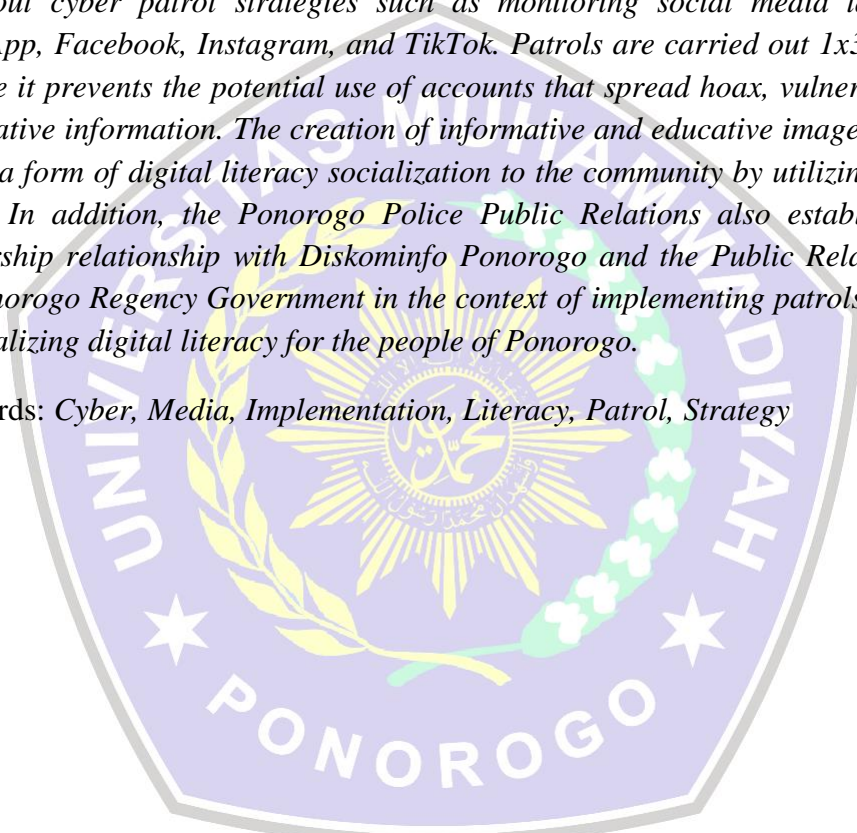 out cyber patrol strategies such as monitoring social media
App, Facebook, Instagram, and TikTok. Patrols are carried out 1x3
e it prevents the potential use of accounts that spread hoax, vulner
ative information. The creation of informative and educative image
a form of digital literacy socialization to the community by utilizin
In addition, the Ponorogo Police Public Relations also establ
rship relationship with Diskominfo Ponorogo and the Public Rela
norogo Regency Government in the context of implementing patrols
alizing digital literacy for the people of Ponorogo.
rds: Cyber, Media, Implementation, Literacy, Patrol, Strategy
UNIVERSITAS MUHAMMADIYAH
PONOROGO